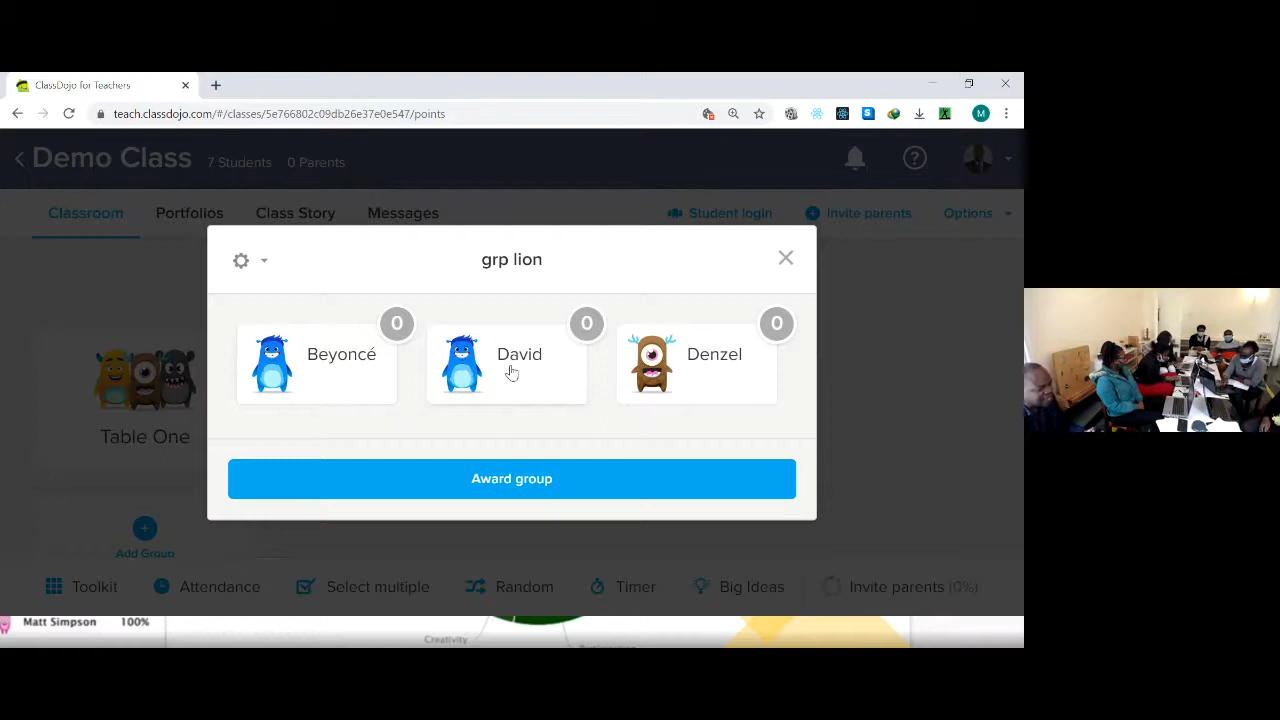 ClassDojo for Teachers
teach.classdojo.com/#/classes/5e766802c09db26e37e0e547/points
M
Demo Class 7 Students 0 Parents
Classroom Portfolios Class Story Messages Student login Invite parents Options
grp lion
0 0 0
Beyoncé David Denzel
Table One
Award group
Add Group
Toolkit Attendance Select multiple Random Timer Big Ideas Invite parents (0%)
Matt Simpson 100%
Creativity